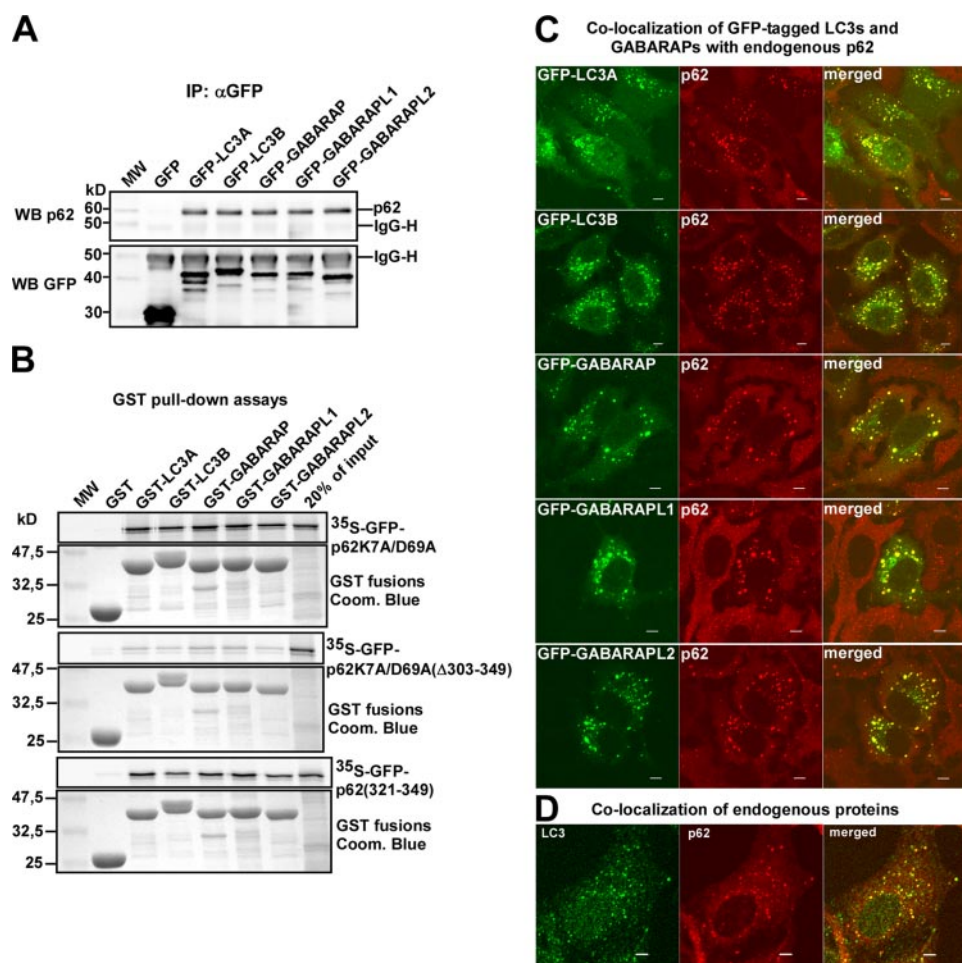 A
IP: αGFP
MW
GFP
GFP-LC3A
GFP-LC3B
GFP-GABARAP
GFP-GABARAPL1
GFP-GABARAPL2
kD
WB p62
60
50
p62
IgG-H
WB GFP
50
40
30
IgG-H
B
GST pull-down assays
MW
GST
GST-LC3A
GST-LC3B
GST-GABARAP
GST-GABARAPL1
GST-GABARAPL2
20% of input
kD
35S-GFP-
p62K7A/D69A
47,5
32,5
25
GST fusions
Coom. Blue
35S-GFP-
p62K7A/D69A(Δ303-349)
47,5
32,5
25
GST fusions
Coom. Blue
35S-GFP-
p62(321-349)
47,5
32,5
25
GST fusions
Coom. Blue
C
Co-localization of GFP-tagged LC3s and
GABARAPs with endogenous p62
GFP-LC3A p62 merged
GFP-LC3B p62 merged
GFP-GABARAP p62 merged
GFP-GABARAPL1 p62 merged
GFP-GABARAPL2 p62 merged
D
Co-localization of endogenous proteins
LC3 p62 merged